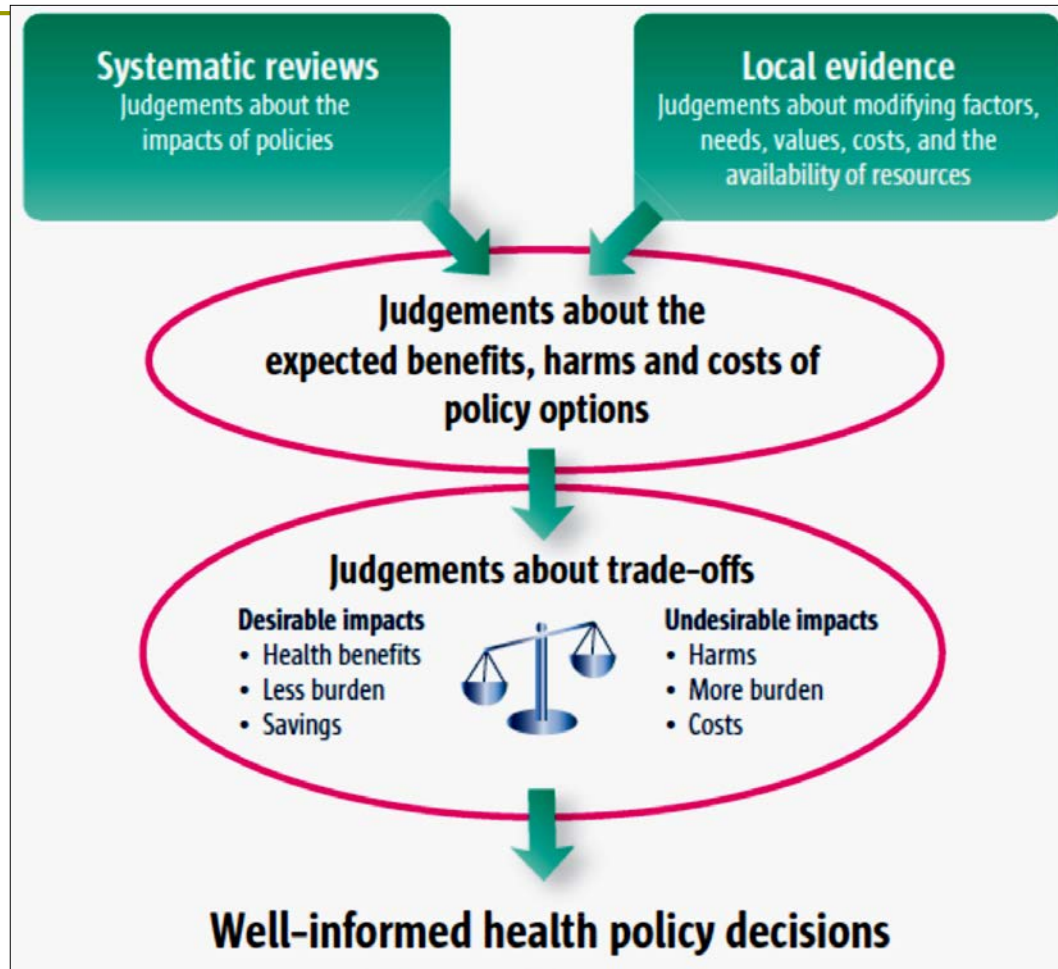 Systematic reviews
Judgements about the
impacts of policies
Local evidence
Judgements about modifying factors,
needs, values, costs, and the
availability of resources
Judgements about the
expected benefits, harms and costs of
policy options
Judgements about trade-offs
Desirable impacts
• Health benefits
• Less burden
• Savings
Undesirable impacts
• Harms
• More burden
• Costs
Well-informed health policy decisions